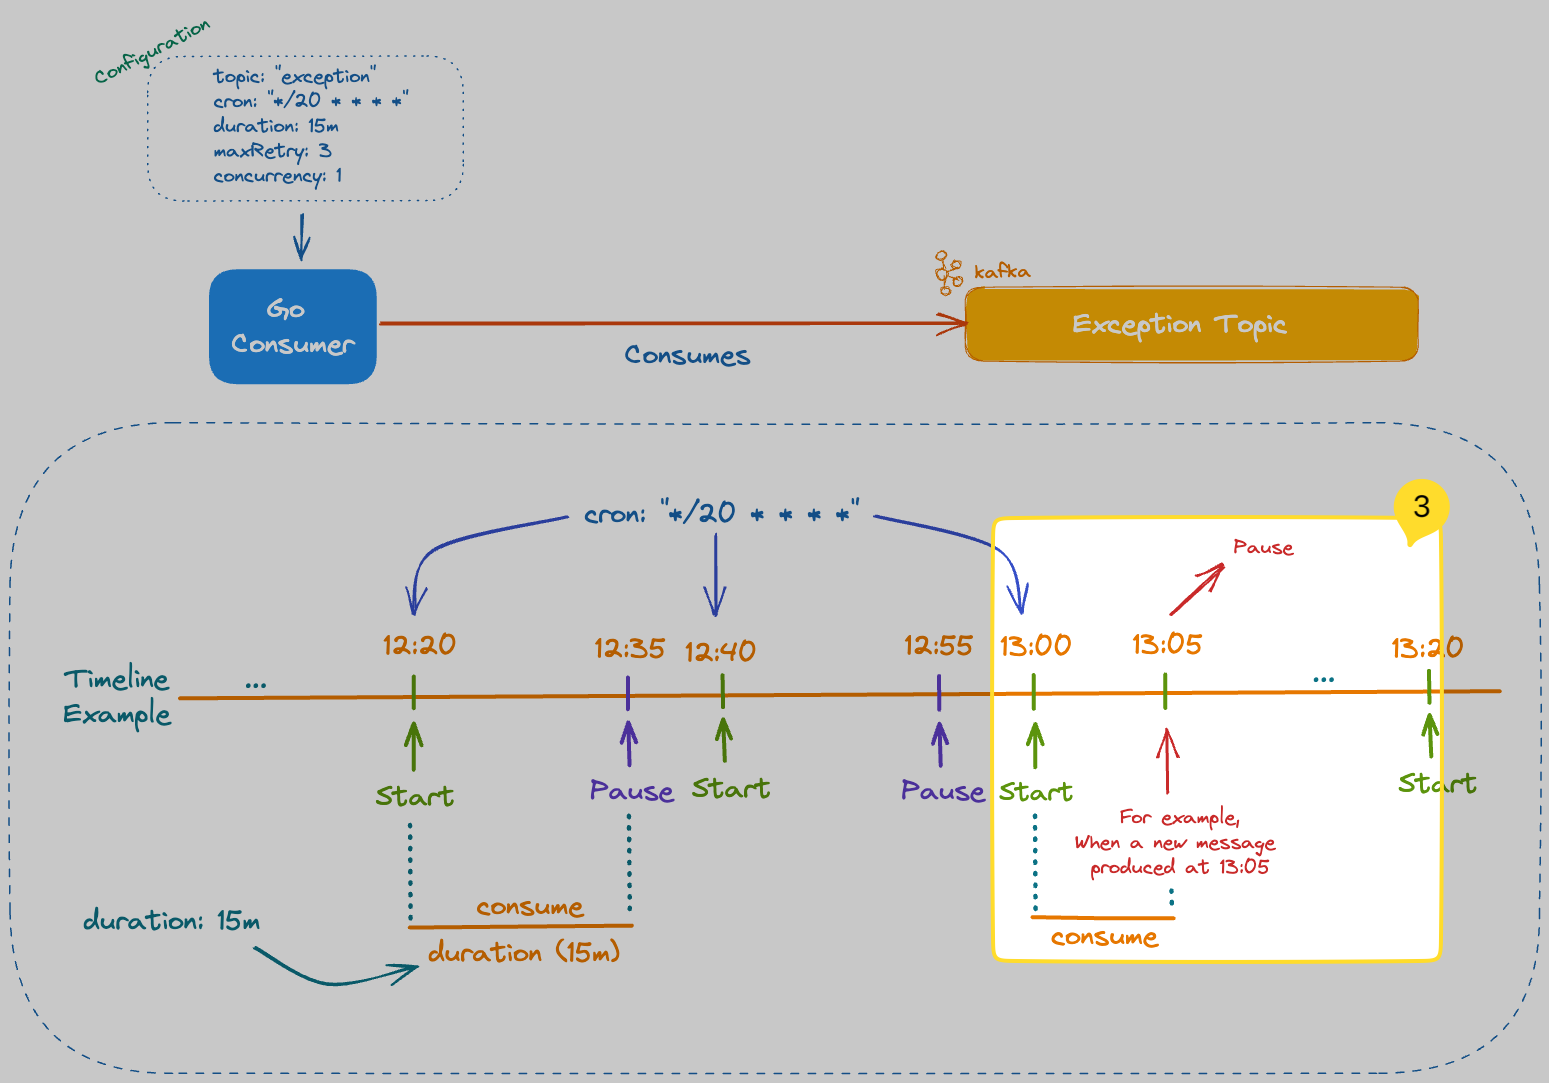 Configuration
topic: "exception"
cron: "*/20 * * * *"
duration: 15m
maxRetry: 3
concurrency: 1
Go
Consumer
Consumes
kafka
Exception Topic
cron: "*/20 * * * *"
3
Pause
12:20
12:35
12:40
12:55
13:00
13:05
13:20
Timeline
Example
...
...
Start
Pause
Start
Pause
Start
Start
For example,
When a new message
produced at 13:05
duration: 15m
consume
duration (15m)
consume